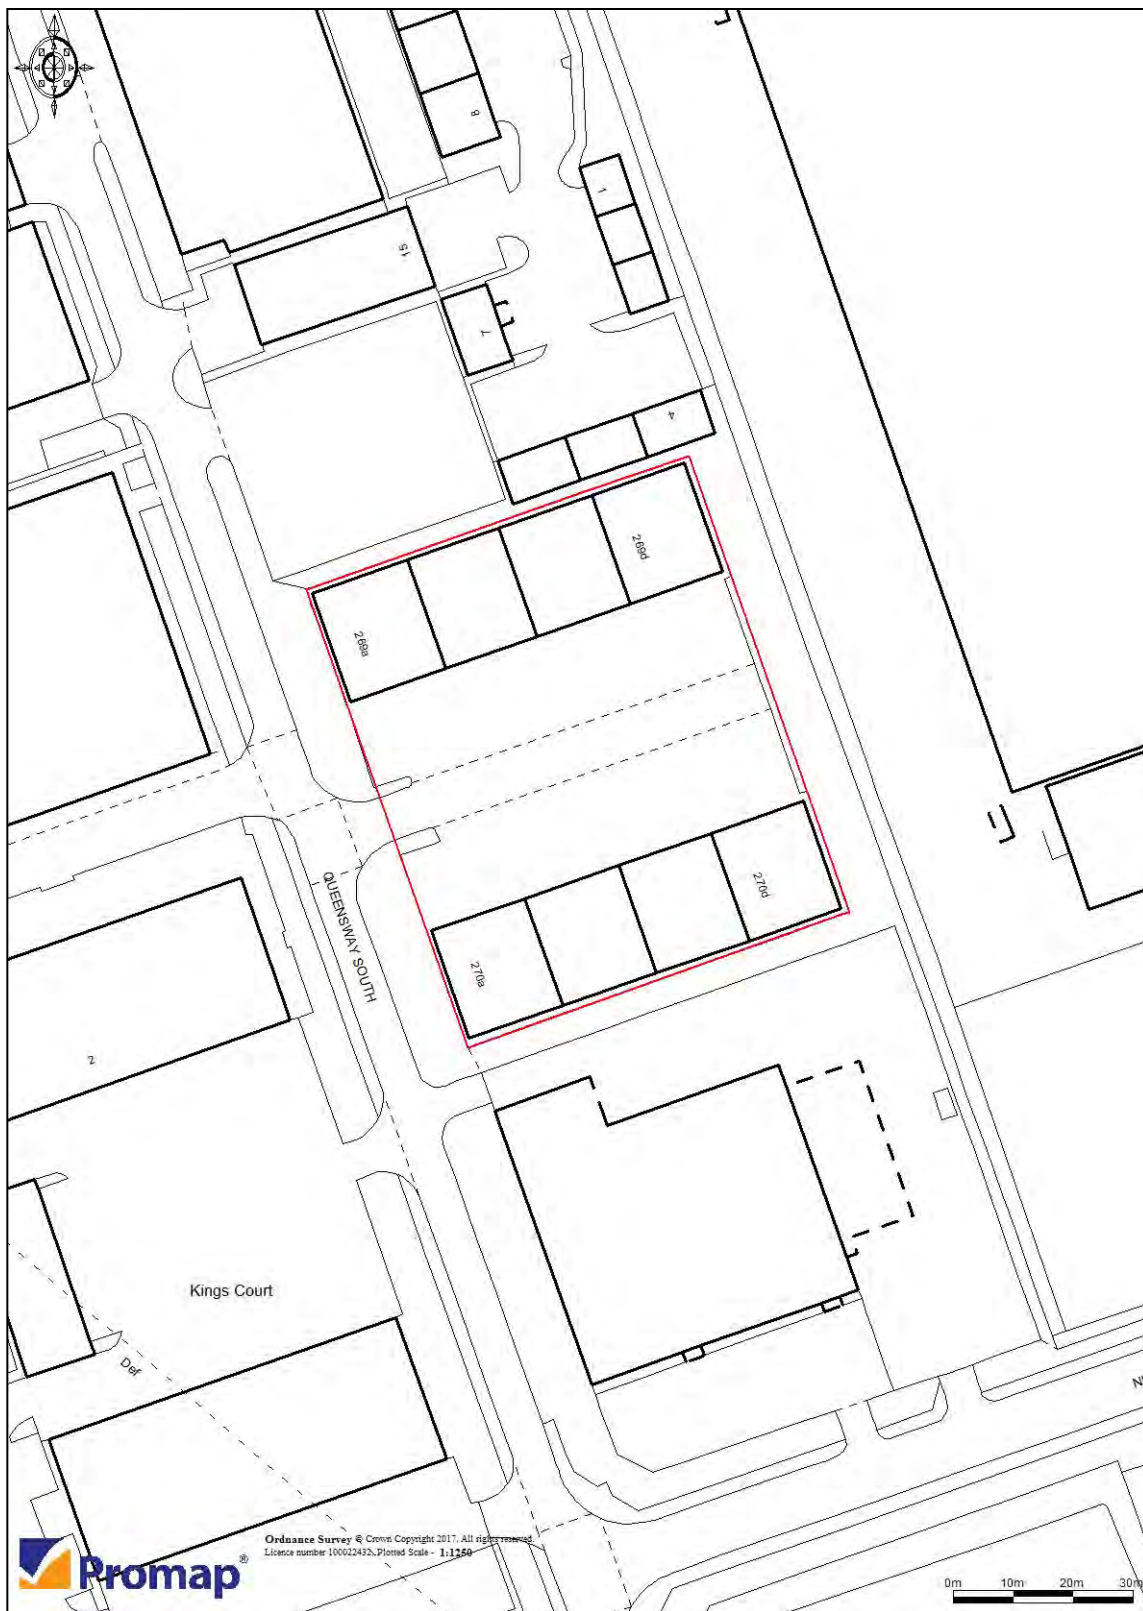 8
1
15
7
4
269d
269a
270d
270a
QUEENSWAY SOUTH
2
Kings Court
Def
Promap®
Ordnance Survey © Crown Copyright 2017. All rights reserved.
Licence number 100022432. Plotted Scale - 1:1250
0m 10m 20m 30m